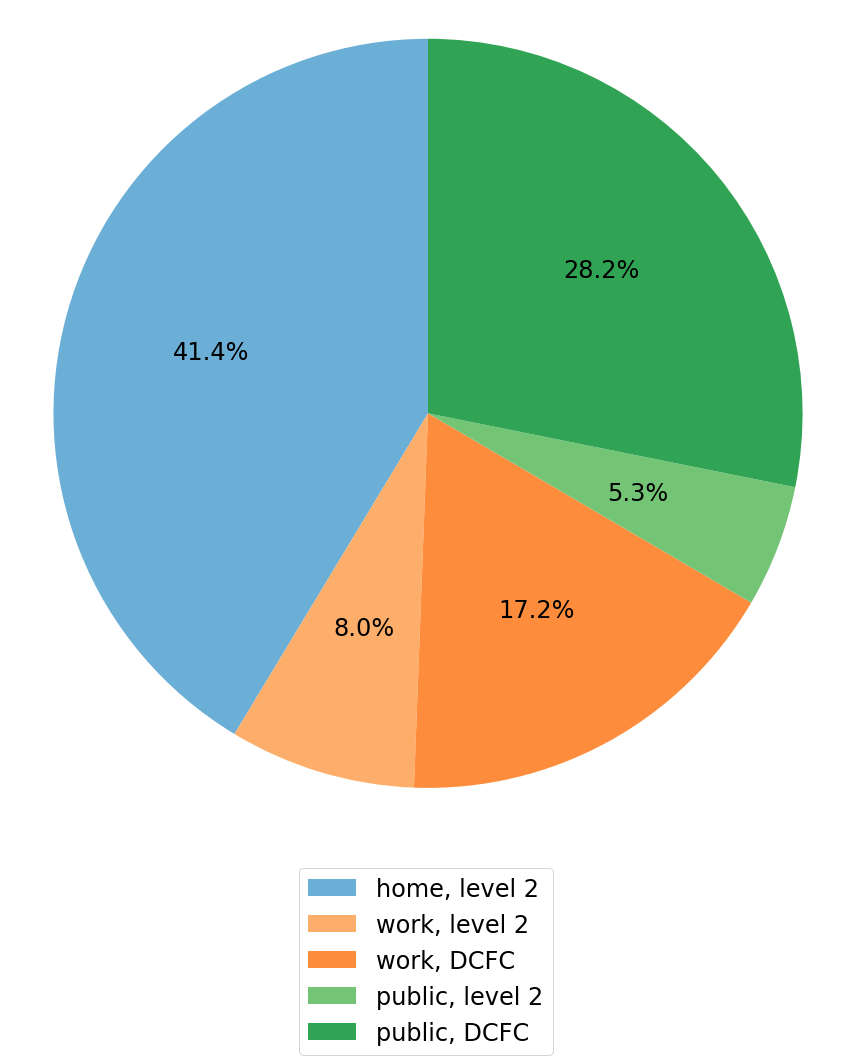 28.2%
41.4%
5.3%
17.2%
8.0%
home, level 2
work, level 2
work, DCFC
public, level 2
public, DCFC